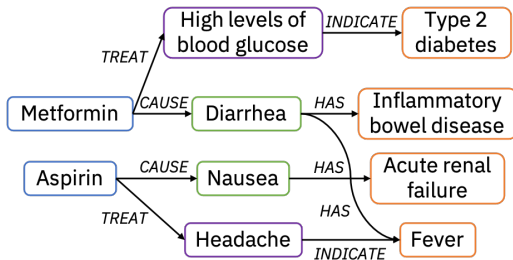 High levels of
blood glucose
INDICATE
Type 2
diabetes
TREAT
Metformin
CAUSE
Diarrhea
HAS
Inflammatory
bowel disease
Aspirin
CAUSE
Nausea
HAS
Acute renal
failure
TREAT
HAS
Headache
INDICATE
Fever